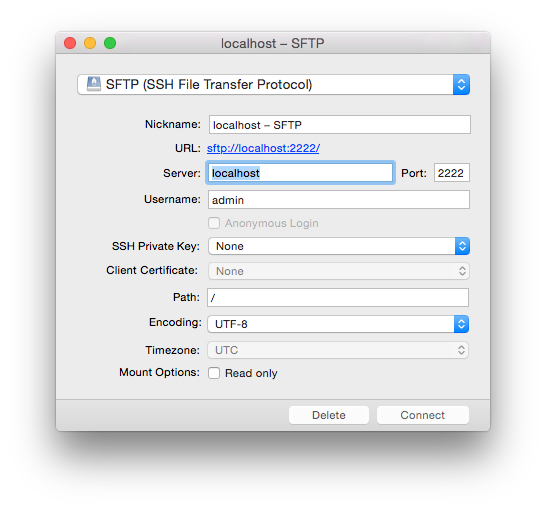 localhost – SFTP
SFTP (SSH File Transfer Protocol)
Nickname: localhost – SFTP
URL: sftp://localhost:2222/
Server: localhost Port: 2222
Username: admin
Anonymous Login
SSH Private Key: None
Client Certificate: None
Path: /
Encoding: UTF-8
Timezone: UTC
Mount Options: Read only
Delete Connect